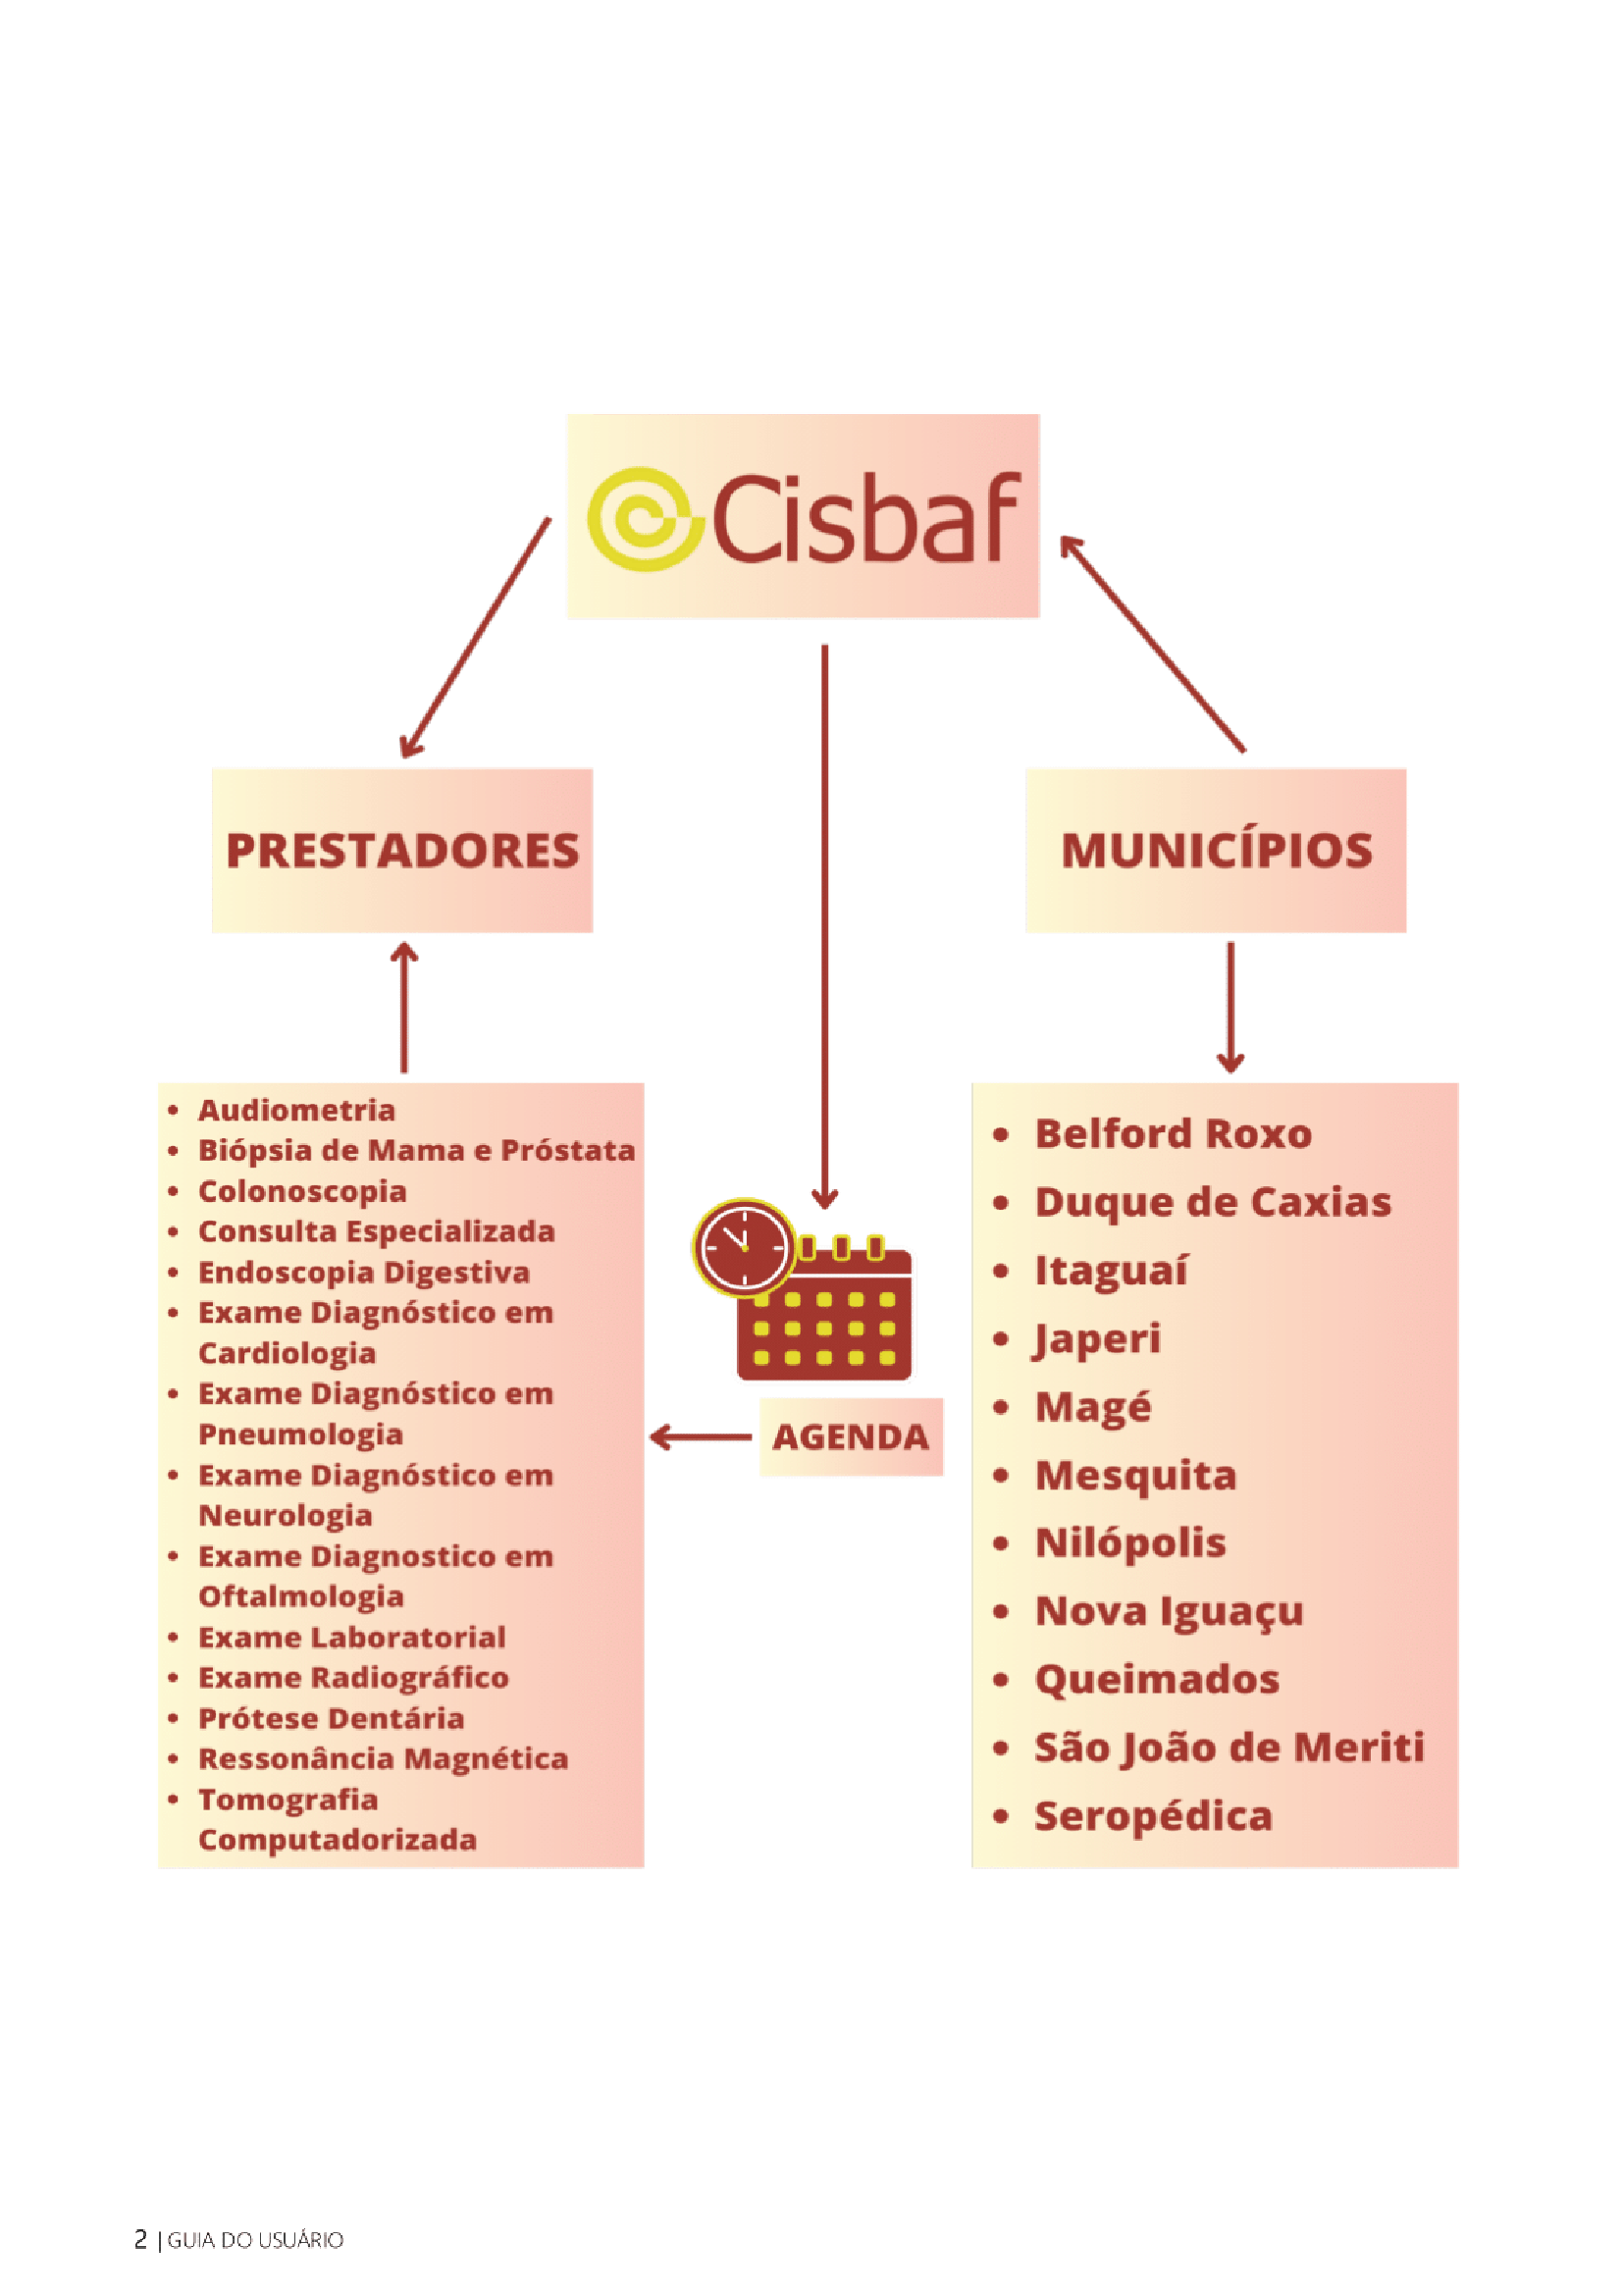 Cisbaf
PRESTADORES
MUNICÍPIOS
• Audiometria
• Biópsia de Mama e Próstata
• Colonoscopia
• Consulta Especializada
• Endoscopia Digestiva
• Exame Diagnóstico em
Cardiologia
• Exame Diagnóstico em
Pneumologia
• Exame Diagnóstico em
Neurologia
• Exame Diagnostico em
Oftalmologia
• Exame Laboratorial
• Exame Radiográfico
• Prótese Dentária
• Ressonância Magnética
• Tomografia
Computadorizada
AGENDA
• Belford Roxo
• Duque de Caxias
• Itaguaí
• Japeri
• Magé
• Mesquita
• Nilópolis
• Nova Iguaçu
• Queimados
• São João de Meriti
• Seropédica
2 | GUIA DO USUÁRIO